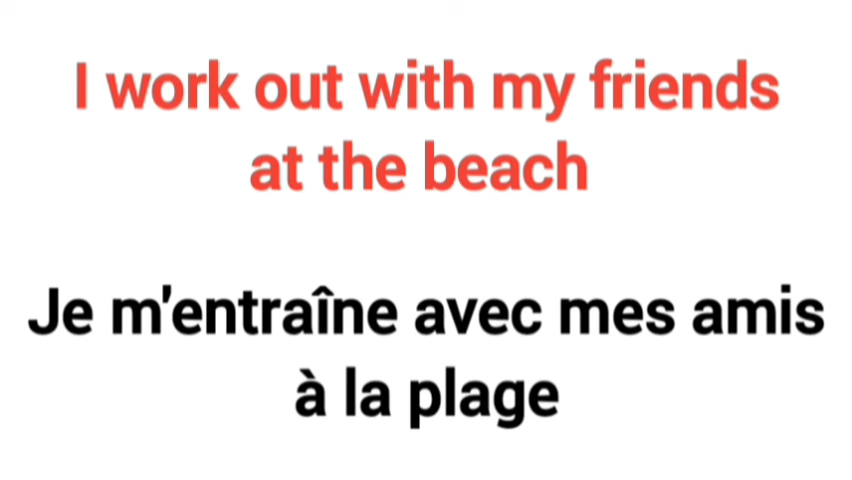 I work out with my friends
at the beach
Je m'entraîne avec mes amis
à la plage